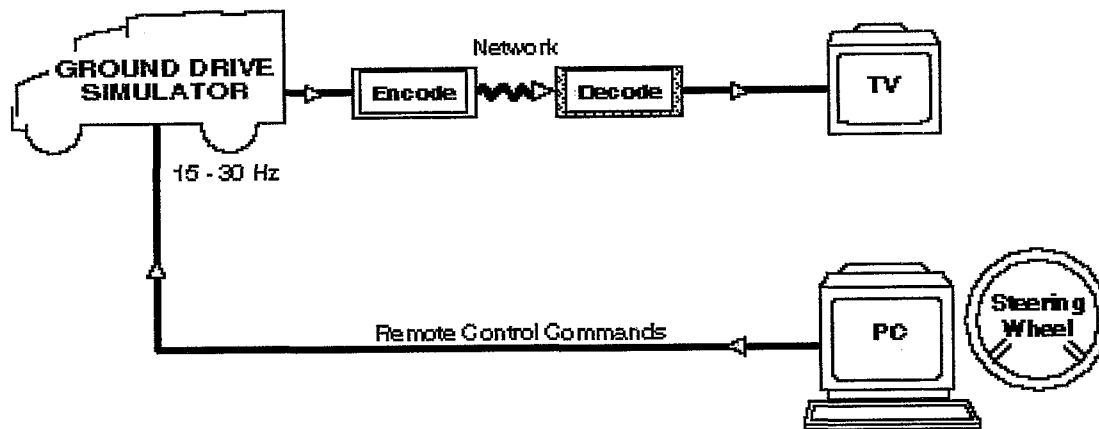 Network
GROUND DRIVE
SIMULATOR
Encode
Decode
TV
15 - 30 Hz
Remote Control Commands
PC
Steering
Wheel